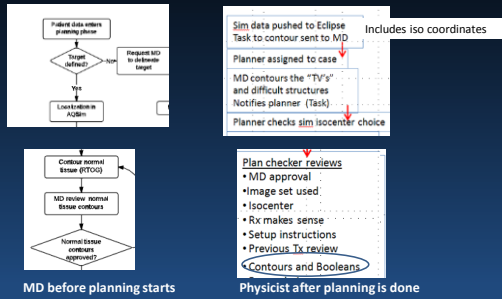 Patient data enters
planning phase
Target
defined?
No
Request MD
to delineate
target
Yes
Localization in
AQSim
Sim data pushed to Eclipse
Task to contour sent to MD
Includes iso coordinates
Planner assigned to case
MD contours the "TV's"
and difficult structures
Notifies planner (Task)
Planner checks sim isocenter choice
Contour normal
tissue (RTOG)
MD review normal
tissue contours
Normal tissue
contours
approved?
MD before planning starts
Plan checker reviews
• MD approval
•Image set used
• Isocenter
• Rx makes sense
• Setup instructions
• Previous Tx review
• Contours and Booleans
Physicist after planning is done